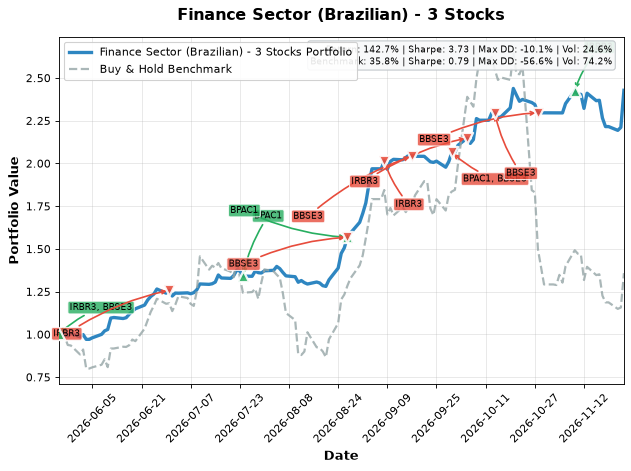 Finance Sector (Brazilian) - 3 Stocks
Finance Sector (Brazilian) - 3 Stocks Portfolio
Buy & Hold Benchmark
: 142.7% | Sharpe: 3.73 | Max DD: -10.1% | Vol: 24.6%
35.8% | Sharpe: 0.79 | Max DD: -56.6% | Vol: 74.2%
Portfolio Value
2.50
2.25
2.00
1.75
1.50
1.25
1.00
0.75
BBSE3
IRBR3
BPAC1,
BBSE3
IRBR3
BPAC1
BPAC1
BBSE3
BBSE3
IRBR3, BBSE3
IRBR3
2026-06-05
2026-06-21
2026-07-07
2026-07-23
2026-08-08
2026-08-24
2026-09-09
2026-09-25
2026-10-11
2026-10-27
2026-11-12
Date